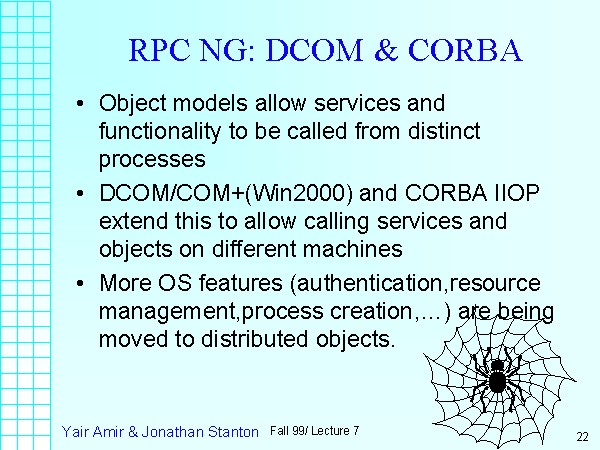 RPC NG: DCOM & CORBA
• Object models allow services and
functionality to be called from distinct
processes
• DCOM/COM+(Win2000) and CORBA IIOP
extend this to allow calling services and
objects on different machines
• More OS features (authentication,resource
management,process creation,…) are being
moved to distributed objects.
Yair Amir & Jonathan Stanton Fall 99/ Lecture 7
22